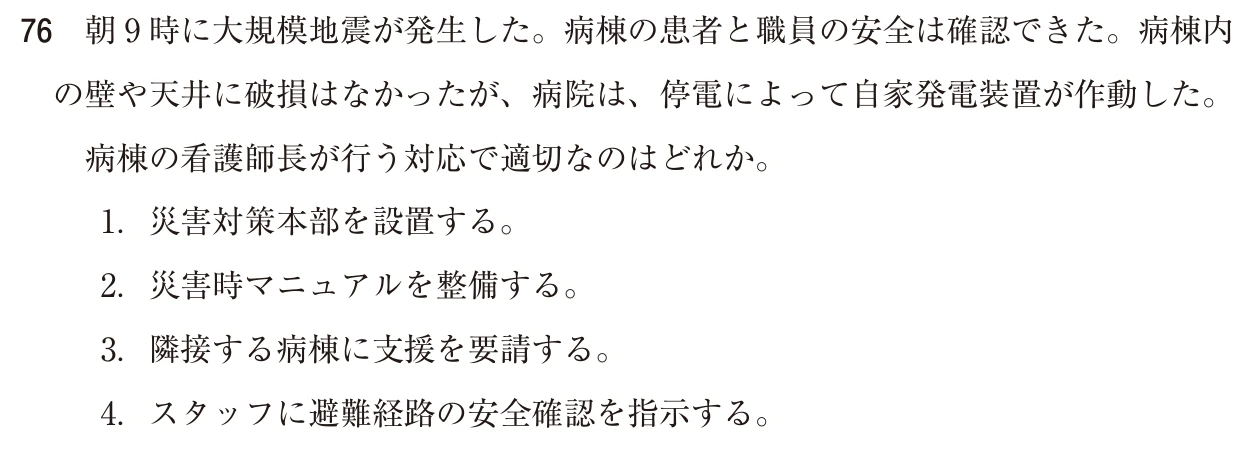 76 朝9時に大規模地震が発生した。病棟の患者と職員の安全は確認できた。病棟内
の壁や天井に破損はなかったが、病院は、停電によって自家発電装置が作動した。
病棟の看護師長が行う対応で適切なのはどれか。
1. 災害対策本部を設置する。
2. 災害時マニュアルを整備する。
3. 隣接する病棟に支援を要請する。
4. スタッフに避難経路の安全確認を指示する。